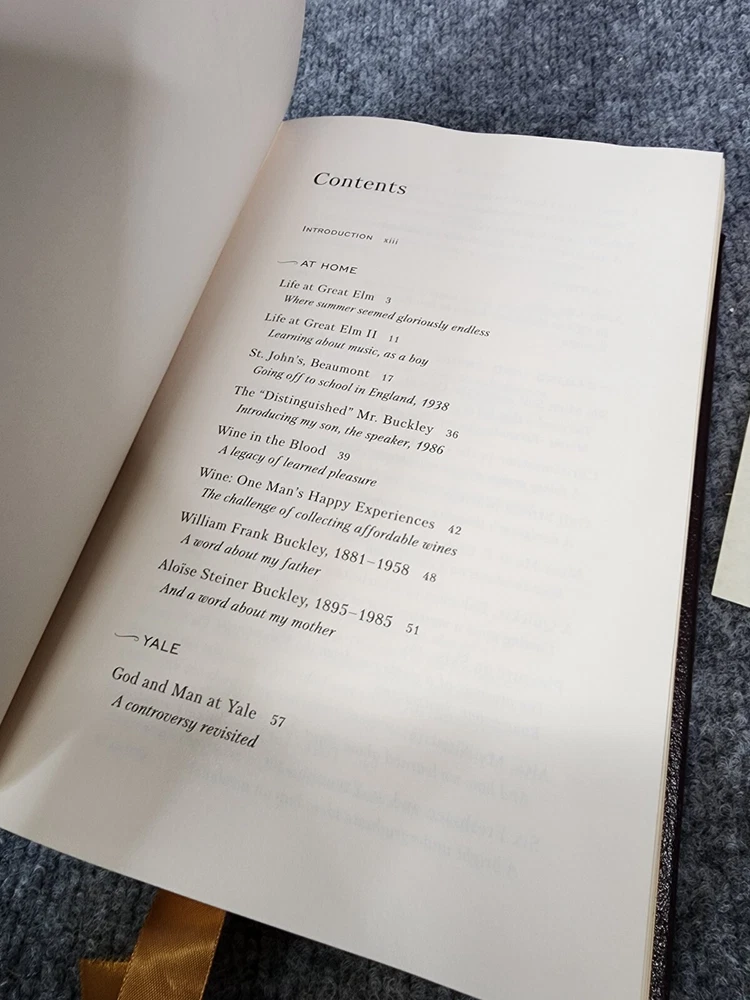 Contents
INTRODUCTION xiii
AT HOME
Life at Great Elm 3
Where summer seemed gloriously endless
Life at Great Elm II 11
Learning about music, as a boy
St. John's, Beaumont 17
Going off to school in England, 1938
The “Distinguished” Mr. Buckley 36
Introducing my son, the speaker, 1986
Wine in the Blood 39
A legacy of learned pleasure
Wine: One Man's Happy Experiences 42
The challenge of collecting affordable wines
William Frank Buckley, 1881–1958 48
A word about my father
Aloïse Steiner Buckley, 1895–1985 51
And a word about my mother
YALE
God and Man at Yale 57
A controversy revisited